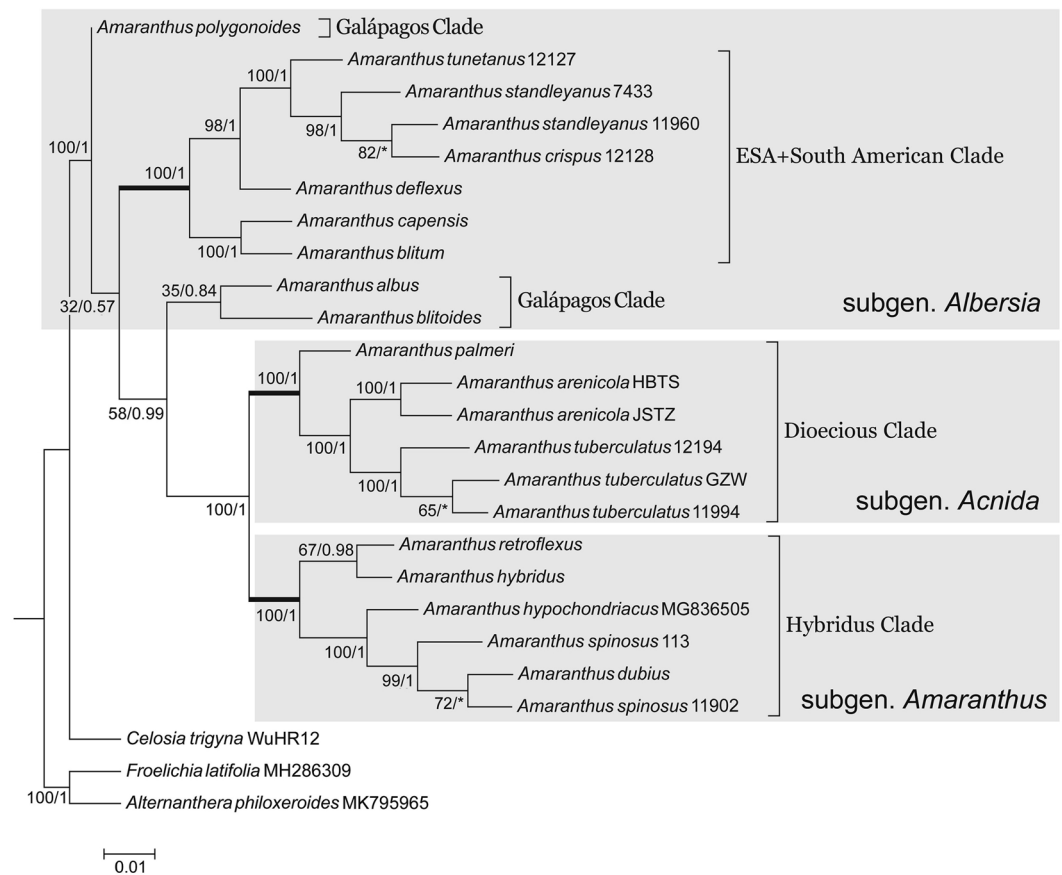 Amaranthus polygonoides
Galápagos Clade
Amaranthus tunetanus 12127
100/1
Amaranthus standleyanus 7433
98/1
98/1
Amaranthus standleyanus 11960
82/*
Amaranthus crispus 12128
100/1
ESA+South American Clade
100/1
Amaranthus deflexus
Amaranthus capensis
100/1
Amaranthus blitum
35/0.84
Amaranthus albus
32/0.57
Galápagos Clade
subgen. Albersia
Amaranthus blitoides
Amaranthus palmeri
100/1
Amaranthus arenicola HBTS
100/1
58/0.99
Amaranthus arenicola JSTZ
Dioecious Clade
100/1
Amaranthus tuberculatus 12194
100/1
Amaranthus tuberculatus GZW
100/1
65/*
Amaranthus tuberculatus 11994
subgen. Acnida
67/0.98
Amaranthus retroflexus
Amaranthus hybridus
100/1
Amaranthus hypochondriacus MG836505
Hybridus Clade
100/1
Amaranthus spinosus 113
99/1
Amaranthus dubius
72/*
Amaranthus spinosus 11902
subgen. Amaranthus
Celosia trigyna WuHR12
Froelichia latifolia MH286309
100/1
Alternanthera philoxeroides MK795965
0.01